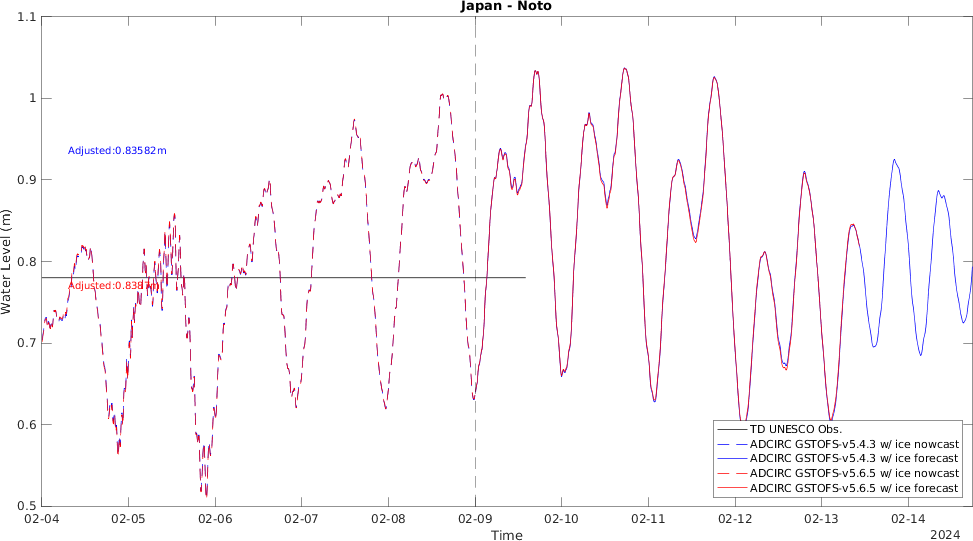 Japan - Noto
1.1
1
0.9
0.8
0.7
0.6
0.5
Water Level (m)
Adjusted:0.83582m
Adjusted:0.8387m
TD UNESCO Obs.
ADCIRC GSTOFS-v5.4.3 w/ ice nowcast
ADCIRC GSTOFS-v5.4.3 w/ ice forecast
ADCIRC GSTOFS-v5.6.5 w/ ice nowcast
ADCIRC GSTOFS-v5.6.5 w/ ice forecast
02-04 02-05 02-06 02-07 02-08 02-09 02-10 02-11 02-12 02-13 02-14
Time
2024